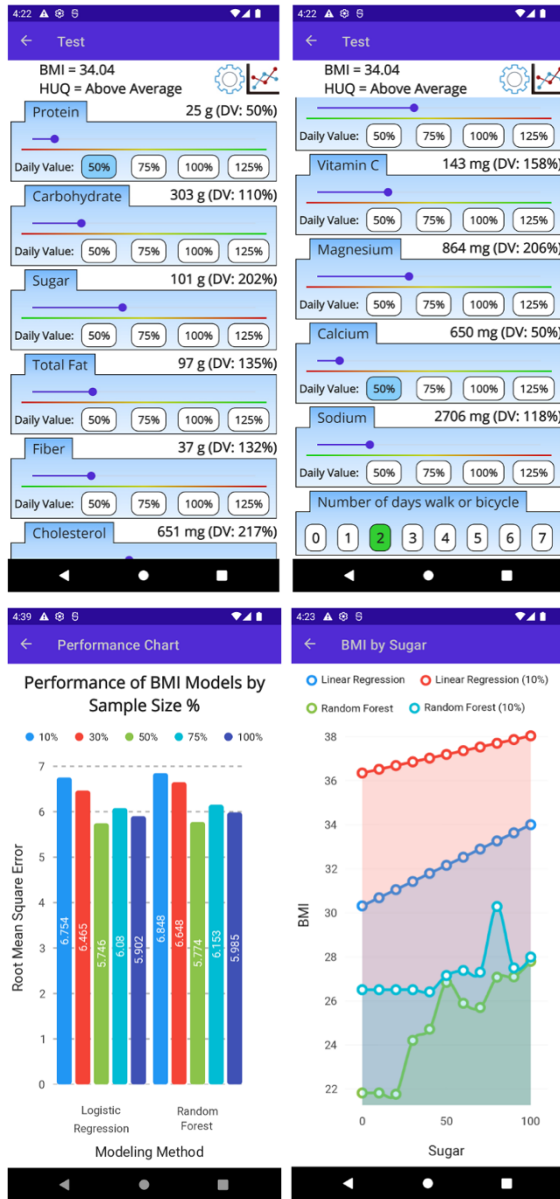 4:22
Test
BMI = 34.04
HUQ = Above Average
Protein 25 g (DV: 50%)
Daily Value: 50% 75% 100% 125%
Carbohydrate 303 g (DV: 110%)
Daily Value: 50% 75% 100% 125%
Sugar 101 g (DV: 202%)
Daily Value: 50% 75% 100% 125%
Total Fat 97 g (DV: 135%)
Daily Value: 50% 75% 100% 125%
Fiber 37 g (DV: 132%)
Daily Value: 50% 75% 100% 125%
Cholesterol 651 mg (DV: 217%)
4:22
Test
BMI = 34.04
HUQ = Above Average
Daily Value: 50% 75% 100% 125%
Vitamin C 143 mg (DV: 158%)
Daily Value: 50% 75% 100% 125%
Magnesium 864 mg (DV: 206%)
Daily Value: 50% 75% 100% 125%
Calcium 650 mg (DV: 50%)
Daily Value: 50% 75% 100% 125%
Sodium 2706 mg (DV: 118%)
Daily Value: 50% 75% 100% 125%
Number of days walk or bicycle
0 1 2 3 4 5 6 7
4:39
Performance Chart
Performance of BMI Models by
Sample Size %
10% 30% 50% 75% 100%
Root Mean Square Error
7
6
5
4
3
2
1
0
6.754 6.465 5.746 6.08 5.902 6.848 6.648 5.774 6.153 5.985
Logistic
Regression
Random
Forest
Modeling Method
4:23
BMI by Sugar
Linear Regression Linear Regression (10%)
Random Forest Random Forest (10%)
BMI
38
36
34
32
30
28
26
24
22
0 50 100
Sugar